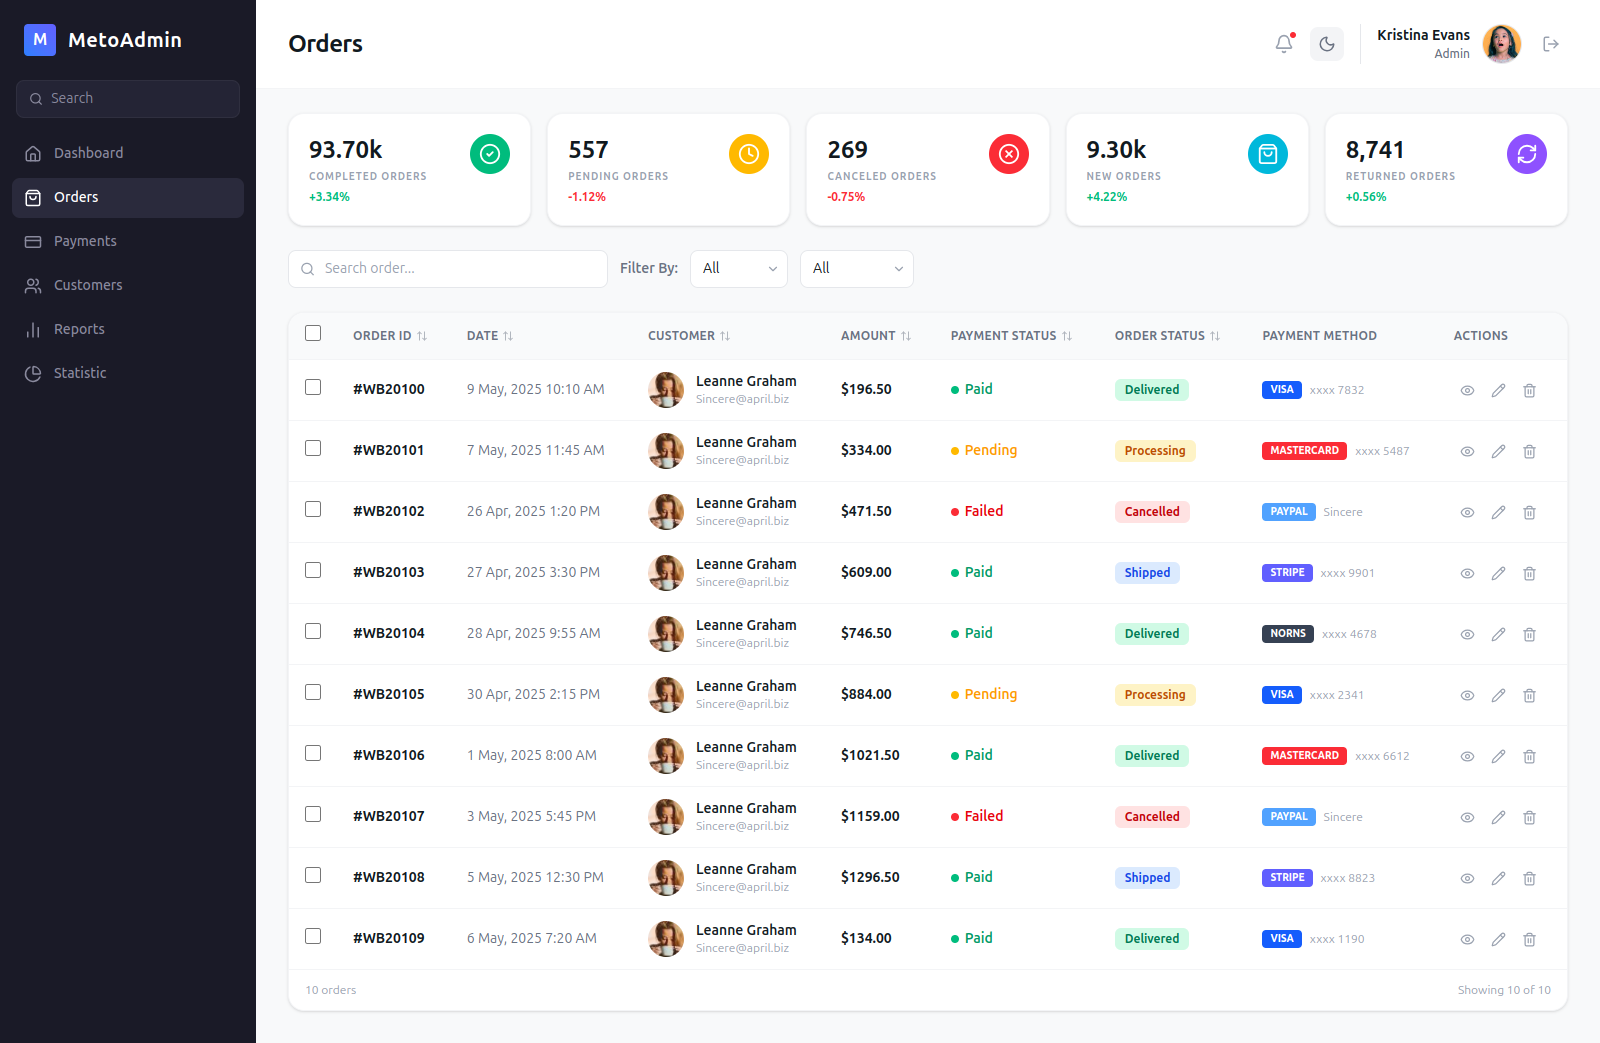 M MetoAdmin
Search
Dashboard
Orders
Payments
Customers
Reports
Statistic
Orders
Kristina Evans
Admin
93.70k
COMPLETED ORDERS
+3.34%
557
PENDING ORDERS
-1.12%
269
CANCELED ORDERS
-0.75%
9.30k
NEW ORDERS
+4.22%
8,741
RETURNED ORDERS
+0.56%
Search order... Filter By: All All
ORDER ID DATE CUSTOMER AMOUNT PAYMENT STATUS ORDER STATUS PAYMENT METHOD ACTIONS
#WB20100 9 May, 2025 10:10 AM Leanne Graham $196.50 Paid Delivered VISA xxxx 7832
Sincere@april.biz
#WB20101 7 May, 2025 11:45 AM Leanne Graham $334.00 Pending Processing MASTERCARD xxxx 5487
Sincere@april.biz
#WB20102 26 Apr, 2025 1:20 PM Leanne Graham $471.50 Failed Cancelled PAYPAL Sincere
Sincere@april.biz
#WB20103 27 Apr, 2025 3:30 PM Leanne Graham $609.00 Paid Shipped STRIPE xxxx 9901
Sincere@april.biz
#WB20104 28 Apr, 2025 9:55 AM Leanne Graham $746.50 Paid Delivered NORNS xxxx 4678
Sincere@april.biz
#WB20105 30 Apr, 2025 2:15 PM Leanne Graham $884.00 Pending Processing VISA xxxx 2341
Sincere@april.biz
#WB20106 1 May, 2025 8:00 AM Leanne Graham $1021.50 Paid Delivered MASTERCARD xxxx 6612
Sincere@april.biz
#WB20107 3 May, 2025 5:45 PM Leanne Graham $1159.00 Failed Cancelled PAYPAL Sincere
Sincere@april.biz
#WB20108 5 May, 2025 12:30 PM Leanne Graham $1296.50 Paid Shipped STRIPE xxxx 8823
Sincere@april.biz
#WB20109 6 May, 2025 7:20 AM Leanne Graham $134.00 Paid Delivered VISA xxxx 1190
Sincere@april.biz
10 orders Showing 10 of 10